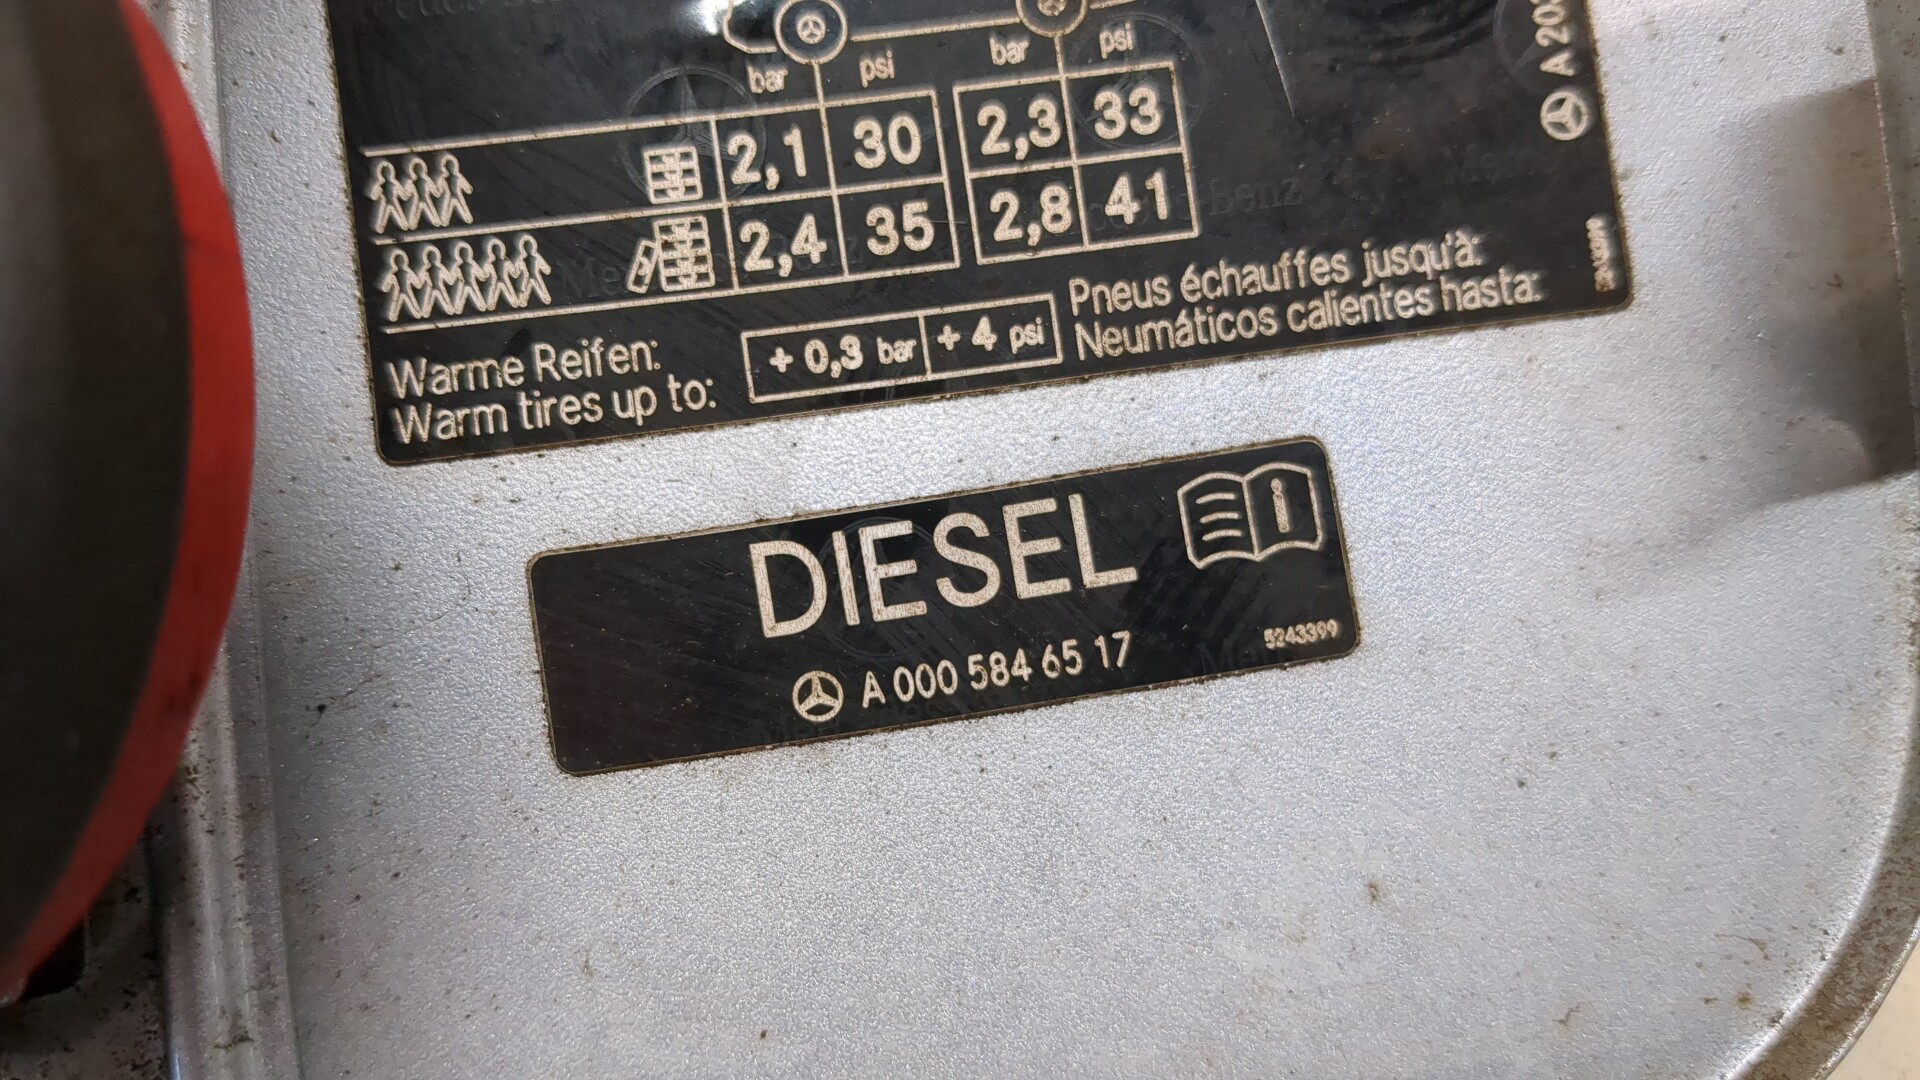 bar psi bar psi
2,1 30 2,3 33
2,4 35 2,8 41
Warme Reifen:
Warm tires up to:
+ 0,3 bar + 4 psi
Pneus échauffes jusqu'à:
Neumáticos calientes hasta:
A 203
DIESEL
A 000 584 65 17
5243399